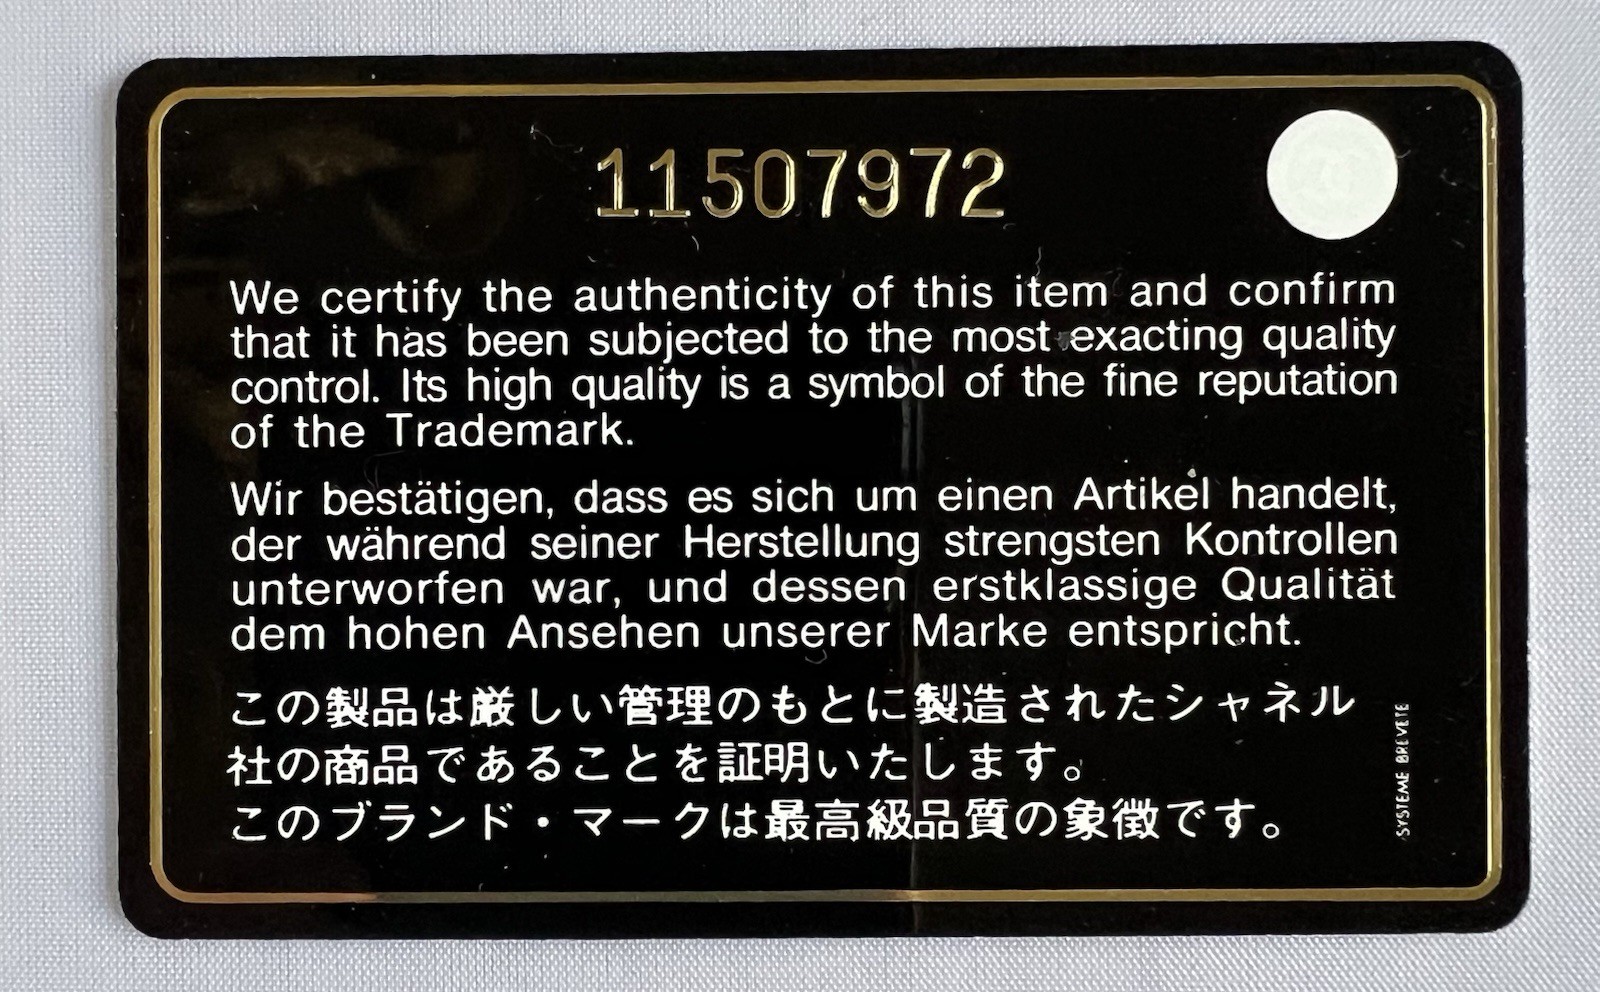 11507972
We certify the authenticity of this item and confirm
that it has been subjected to the most exacting quality
control. Its high quality is a symbol of the fine reputation
of the Trademark.
Wir bestätigen, dass es sich um einen Artikel handelt,
der während seiner Herstellung strengsten Kontrollen
unterworfen war, und dessen erstklassige Qualität
dem hohen Ansehen unserer Marke entspricht.
この製品は厳しい管理のもとに製造されたシャネル
社の商品であることを証明いたします。
このブランド・マークは最高級品質の象徴です。
SYSTEME BREVETE